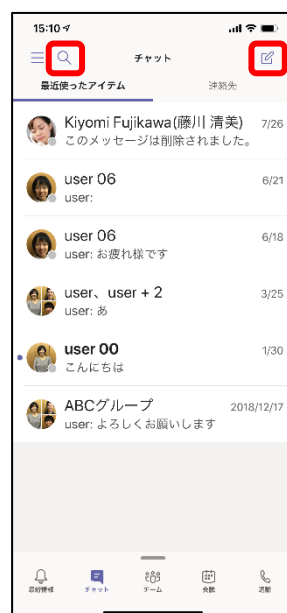 15:10
チャット
最近使ったアイテム
連絡先
Kiyomi Fujikawa(藤川 清美) 7/26
このメッセージは削除されました。
user 06 6/21
user:
user 06 6/18
user: お疲れ様です
user、user + 2 3/25
user: あ
user 00 1/30
こんにちは
ABCグループ 2018/12/17
user: よろしくお願いします
チャット
チーム
会議
通話